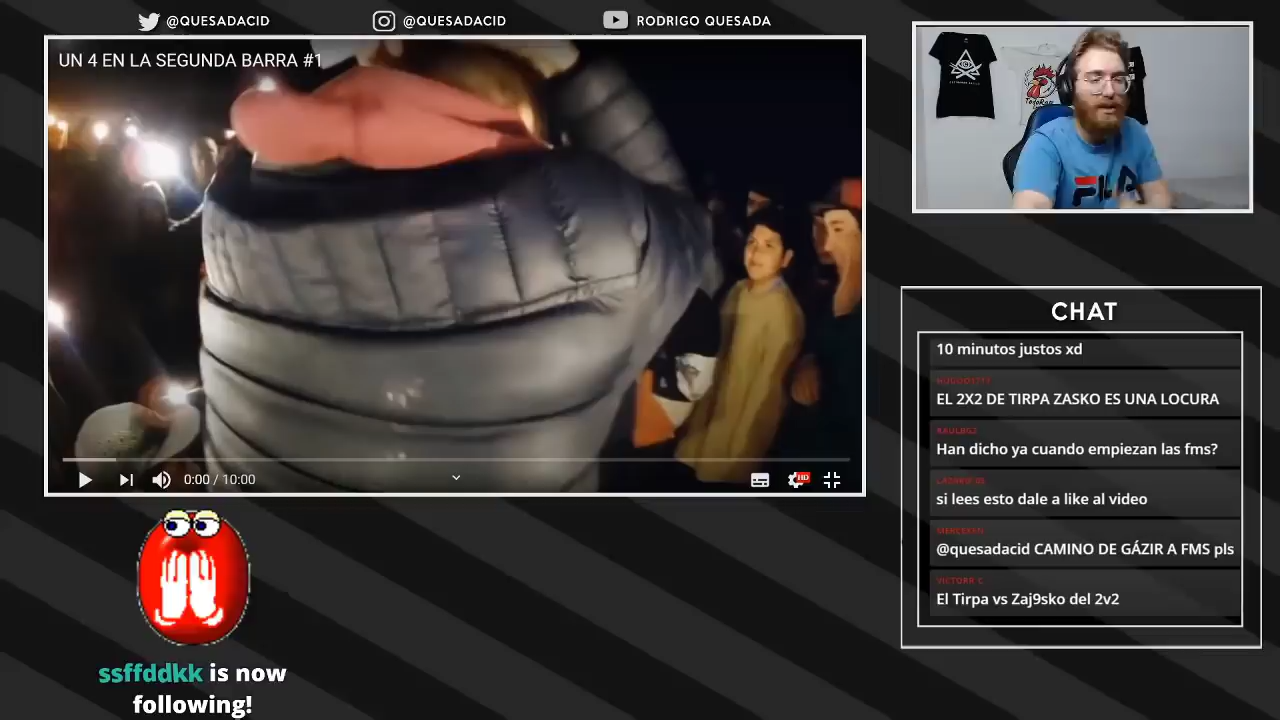 @QUESADACID
@QUESADACID
RODRIGO QUESADA
UN 4 EN LA SEGUNDA BARRA #1
FILA
0:00 / 10:00
HD
CHAT
10 minutos justos xd
EL 2X2 DE TIRPA ZASKO ES UNA LOCURA
Han dicho ya cuando empiezan las fms?
si lees esto dale a like al video
@quesadacid CAMINO DE GÁZIR A FMS pls
El Tirpa vs Zaj9sko del 2v2
ssffddkk is now
following!